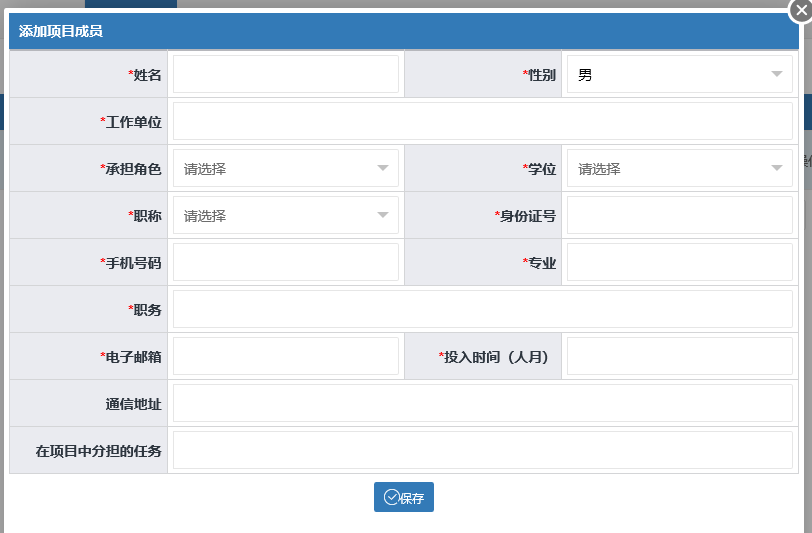 添加项目成员
*姓名
*性别 男
*工作单位
*承担角色 请选择 *学位 请选择
*职称 请选择 *身份证号
*手机号码 *专业
*职务
*电子邮箱 *投入时间（人月）
通信地址
在项目中分担的任务
保存